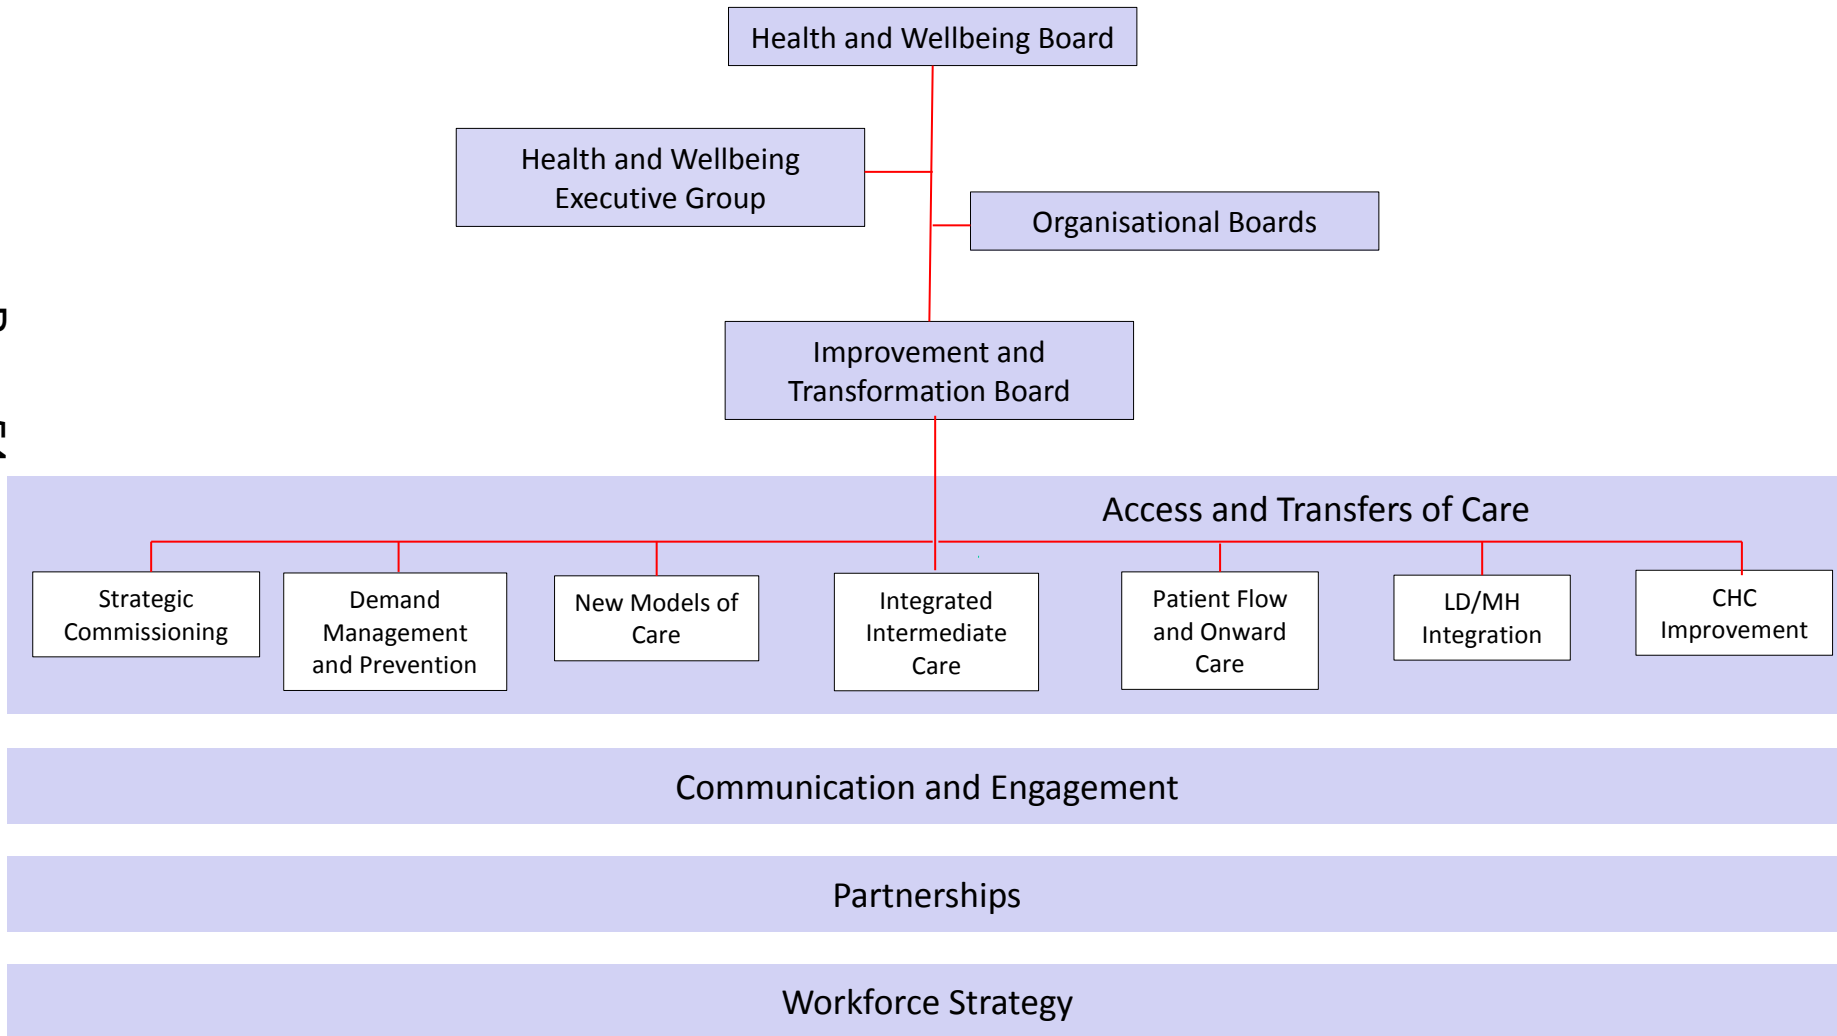 Health and Wellbeing Board
Health and Wellbeing
Executive Group
Organisational Boards
Improvement and
Transformation Board
Access and Transfers of Care
Strategic
Commissioning
Demand
Management
and Prevention
New Models of
Care
Integrated
Intermediate
Care
Patient Flow
and Onward
Care
LD/MH
Integration
CHC
Improvement
Communication and Engagement
Partnerships
Workforce Strategy